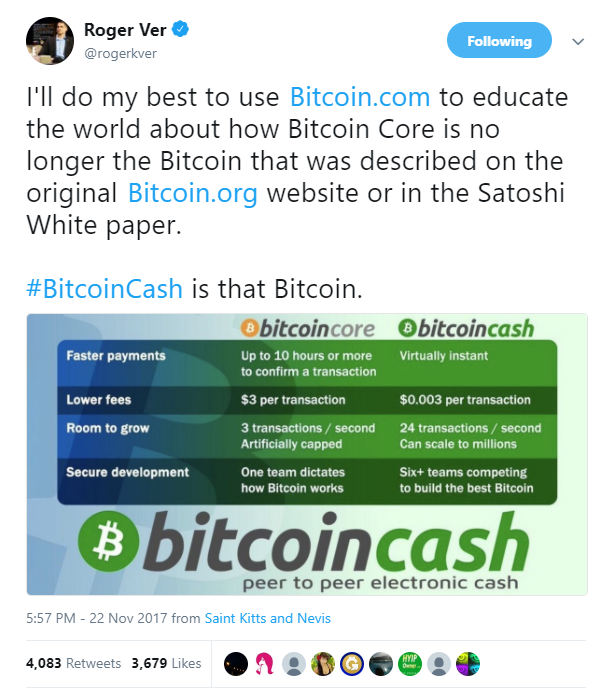 Roger Ver
@rogerkver
Following
I'll do my best to use Bitcoin.com to educate
the world about how Bitcoin Core is no
longer the Bitcoin that was described on the
original Bitcoin.org website or in the Satoshi
White paper.
#BitcoinCash is that Bitcoin.
bitcoincore bitcoincash
Faster payments Up to 10 hours or more Virtually instant
to confirm a transaction
Lower fees $3 per transaction $0.003 per transaction
Room to grow 3 transactions / second 24 transactions / second
Artificially capped Can scale to millions
Secure development One team dictates Six+ teams competing
how Bitcoin works to build the best Bitcoin
bitcoincash
peer to peer electronic cash
5:57 PM - 22 Nov 2017 from Saint Kitts and Nevis
4,083 Retweets 3,679 Likes
HYIP